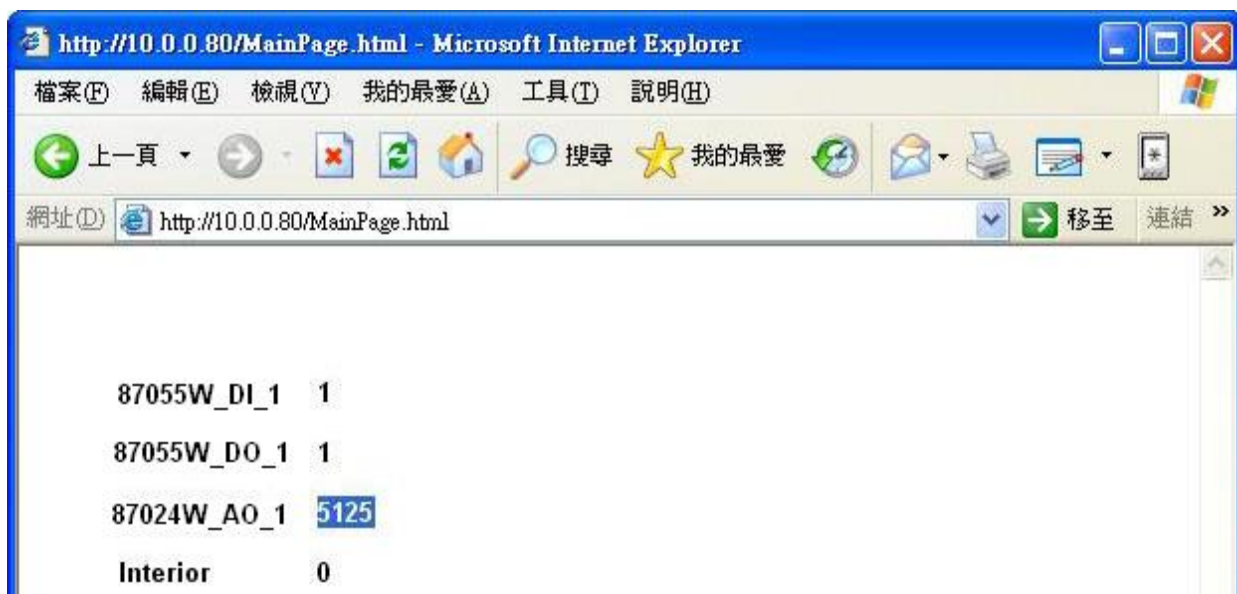 http://10.0.0.80/MainPage.html - Microsoft Internet Explorer
檔案(F) 編輯(E) 檢視(V) 我的最愛(A) 工具(T) 說明(H)
上一頁 搜尋 我的最愛
網址(D) http://10.0.0.80/MainPage.html 移至 連結 »
87055W_DI_1 1
87055W_DO_1 1
87024W_AO_1 5125
Interior 0